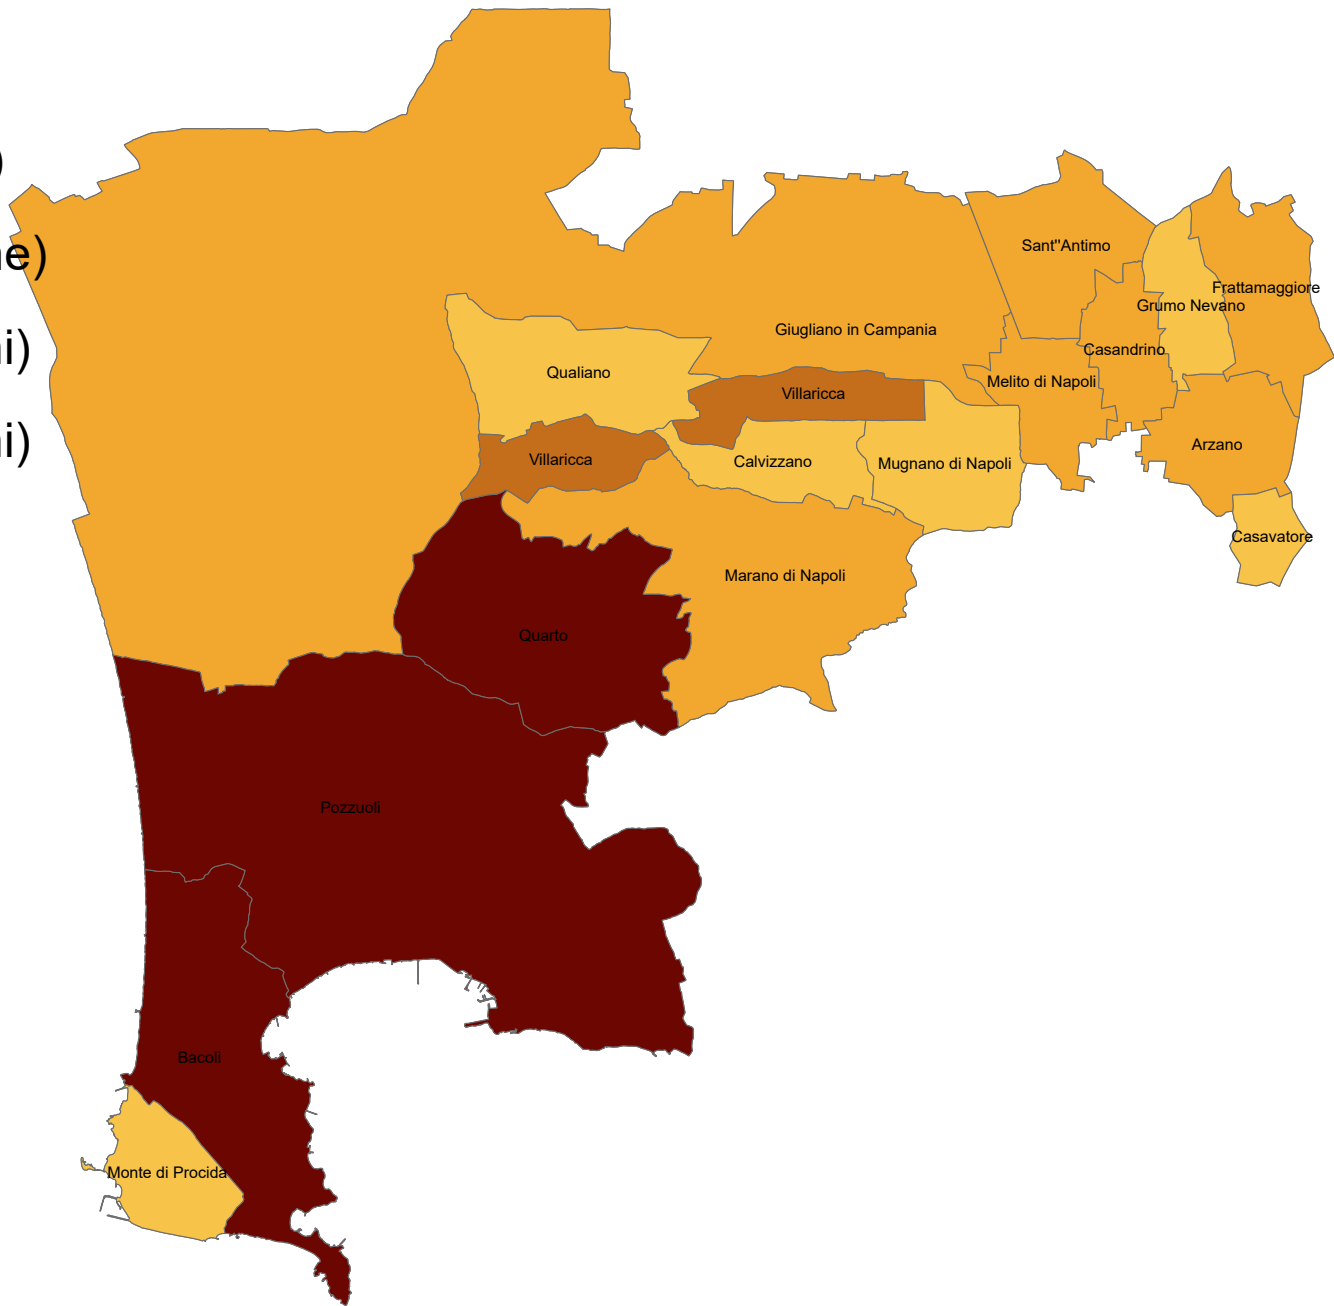 )
Sant''Antimo
e)
Frattamaggiore
Grumo Nevano
Giugliano in Campania
i)
Casandrino
Qualiano
Melito di Napoli
Villaricca
i)
Arzano
Villaricca
Calvizzano
Mugnano di Napoli
Casavatore
Marano di Napoli
Quarto
Pozzuoli
Bacoli
Monte di Procida